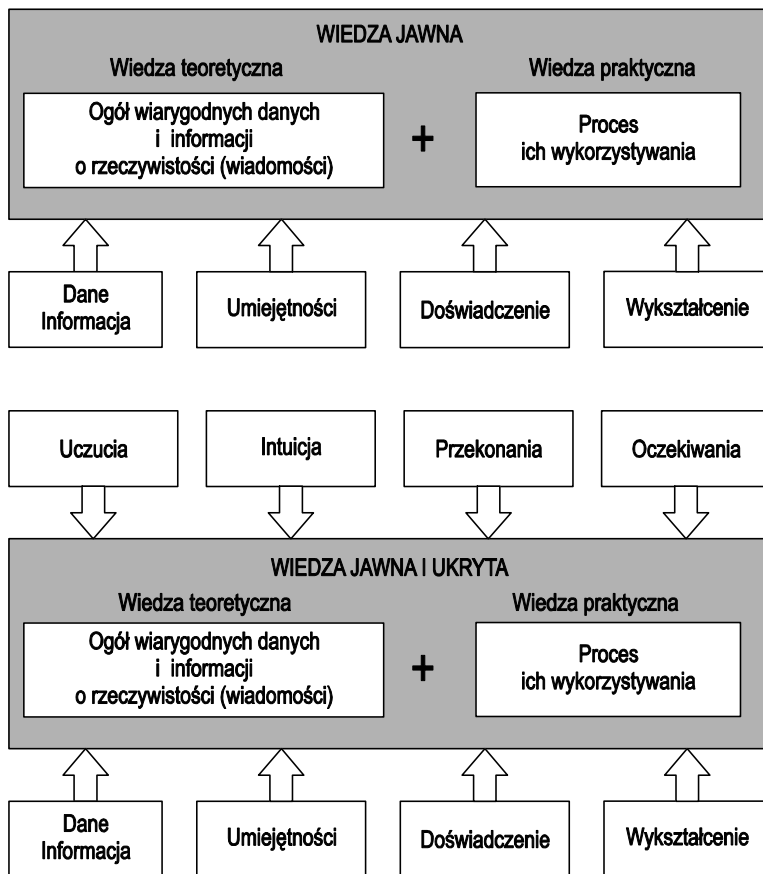 WIEDZA JAWNA
Wiedza teoretyczna
Wiedza praktyczna
Ogół wiarygodnych danych
i informacji
o rzeczywistości (wiadomości)
+
Proces
ich wykorzystywania
Dane
Informacja
Umiejętności
Doświadczenie
Wykształcenie
Uczucia
Intuicja
Przekonania
Oczekiwania
WIEDZA JAWNA I UKRYTA
Wiedza teoretyczna
Wiedza praktyczna
Ogół wiarygodnych danych
i informacji
o rzeczywistości (wiadomości)
+
Proces
ich wykorzystywania
Dane
Informacja
Umiejętności
Doświadczenie
Wykształcenie